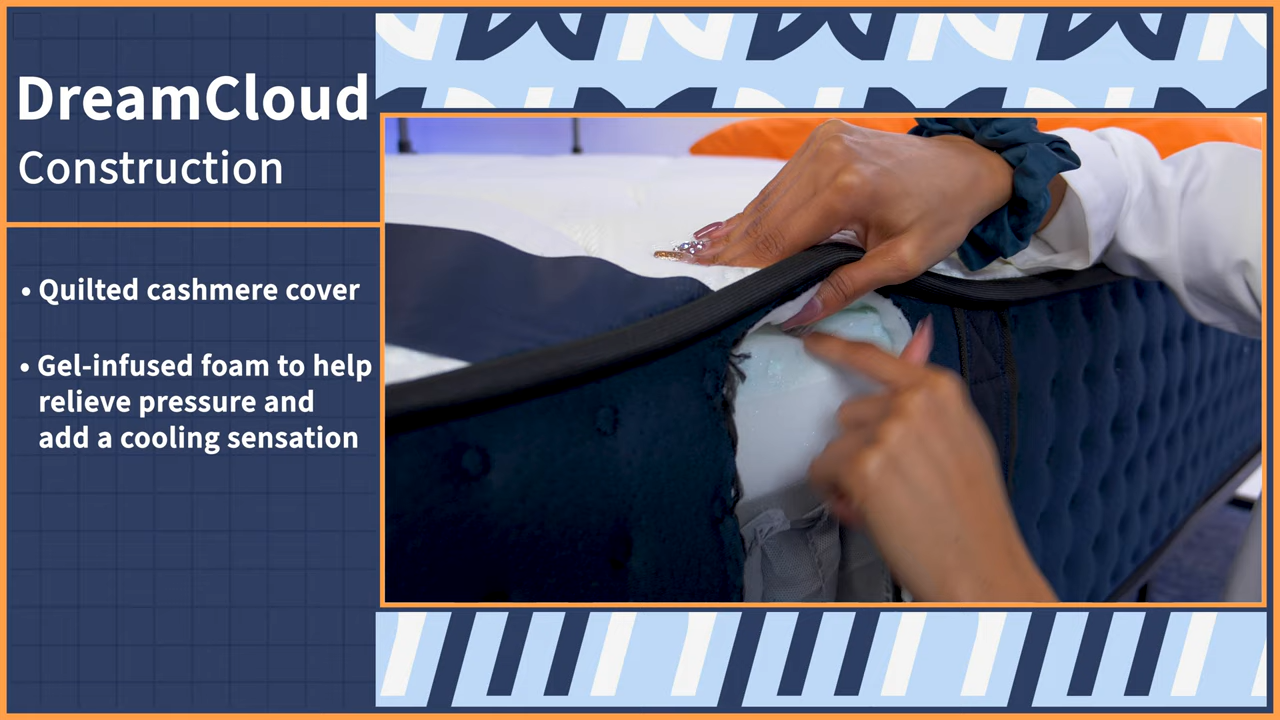 DreamCloud
Construction
• Quilted cashmere cover
• Gel-infused foam to help
relieve pressure and
add a cooling sensation